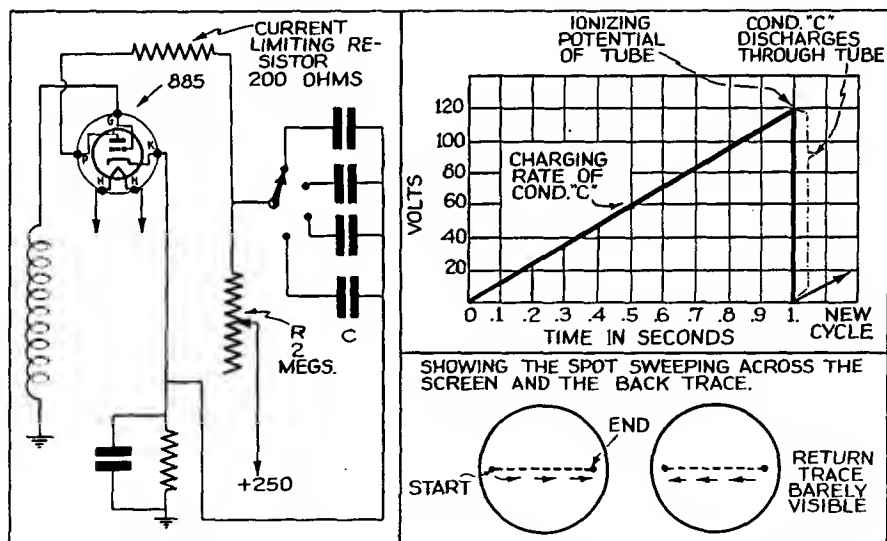 CURRENT
LIMITING RE-
SISTOR
200 OHMS
885
G
P
K
H
H
R
2
MEGS.
C
+250
IONIZING
POTENTIAL
OF TUBE
COND."C"
DISCHARGES
THROUGH TUBE
VOLTS
120
100
80
60
40
20
CHARGING
RATE OF
COND."C"
0 .1 .2 .3 .4 .5 .6 .7 .8 .9 1.
TIME IN SECONDS
NEW
CYCLE
SHOWING THE SPOT SWEEPING ACROSS THE
SCREEN AND THE BACK TRACE.
START
END
RETURN
TRACE
BARELY
VISIBLE